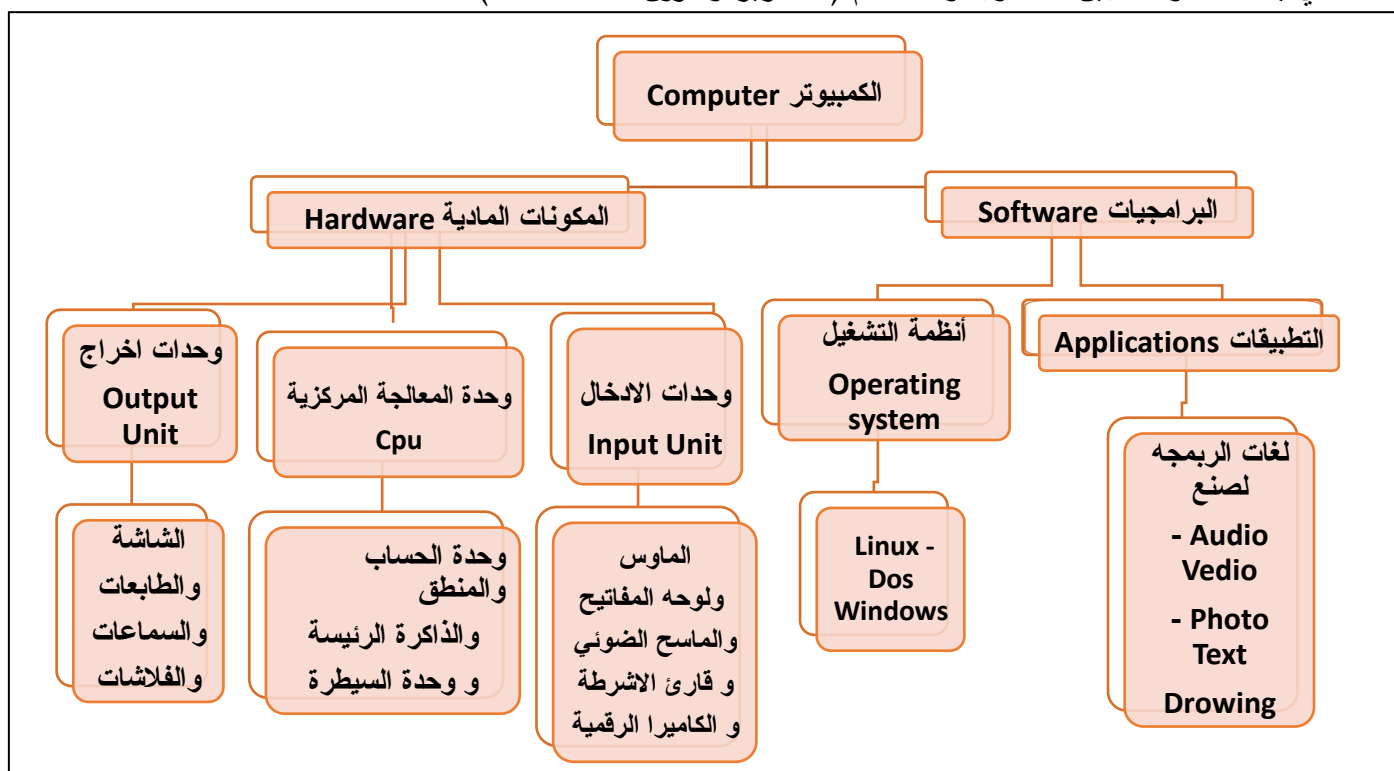 الكمبيوتر Computer
المكونات المادية Hardware
البرامجيات Software
وحدات اخراج
Output
Unit
وحدة المعالجة المركزية
Cpu
وحدات الادخال
Input Unit
أنظمة التشغيل
Operating
system
التطبيقات Applications
الشاشة
والطابعات
والسماعات
والفلاشات
وحدة الحساب
والمنطق
والذاكرة الرئيسة
و وحدة السيطرة
الماوس
ولوحه المفاتيح
والماسح الضوئي
و قارئ الاشرطة
و الكاميرا الرقمية
Linux -
Dos
Windows
لغات الربمجه
لصنع
- Audio
Vedio
- Photo
Text
Drowing